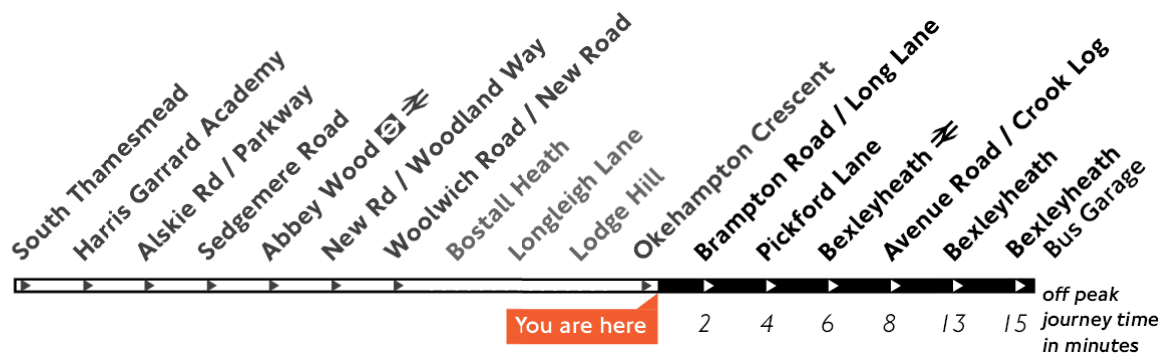 South Thamesmead
Harris Garrard Academy
Alskie Rd / Parkway
Sedgemere Road
Abbey Wood
New Rd / Woodland Way
Woolwich Road / New Road
Bostall Heath
Longleigh Lane
Lodge Hill
Okehampton Crescent
Brampton Road / Long Lane
Pickford Lane
Bexleyheath
Avenue Road / Crook Log
Bexleyheath
Bexleyheath
Bus Garage
You are here
2 4 6 8 13 15
off peak
journey time
in minutes